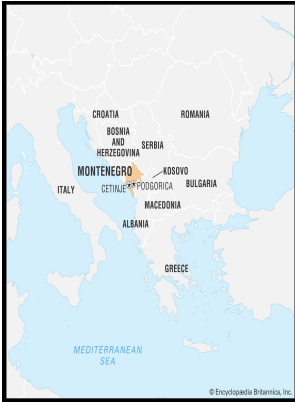 CROATIA
ROMANIA
BOSNIA
AND
HERZEGOVINA
SERBIA
MONTENEGRO
KOSOVO
ITALY
CETINJE
PODGORICA
BULGARIA
MACEDONIA
ALBANIA
GREECE
MEDITERRANEAN
SEA
© Encyclopædia Britannica, Inc.